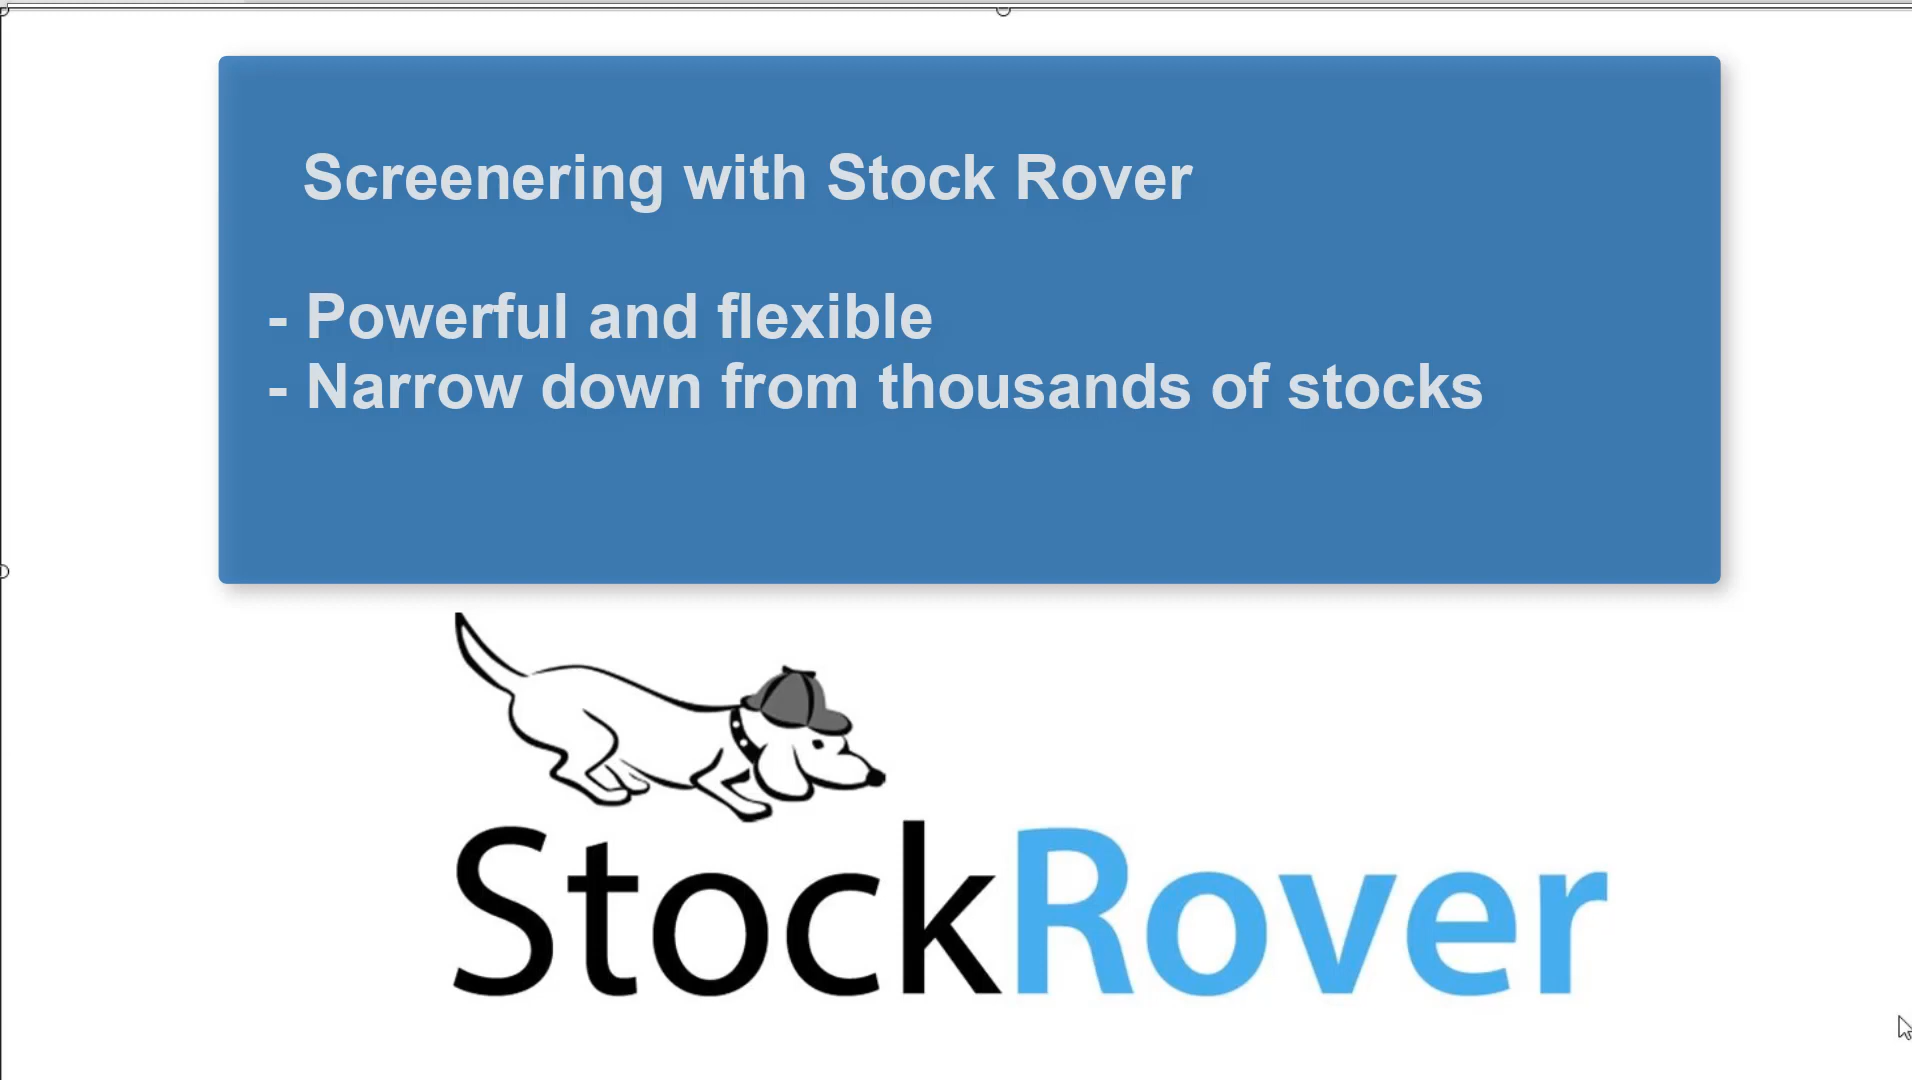 Screenering with Stock Rover
- Powerful and flexible
- Narrow down from thousands of stocks
StockRover